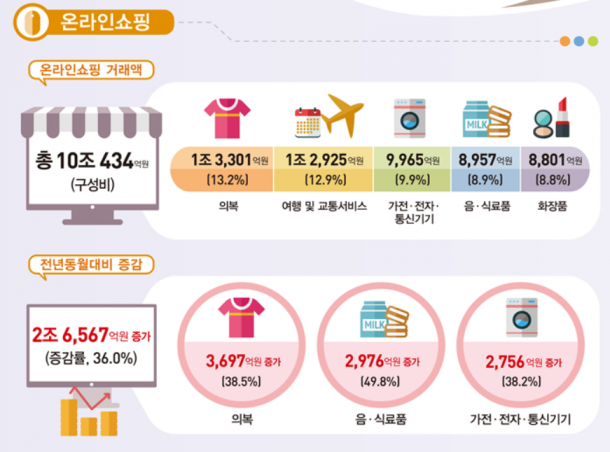 온라인쇼핑
온라인쇼핑 거래액
총 10조 434억원
(구성비)
MILK
1조 3,301억원 1조 2,925억원 9,965억원 8,957억원 8,801억원
(13.2%) (12.9%) (9.9%) (8.9%) (8.8%)
의복 여행 및 교통서비스 가전·전자· 음·식료품 화장품
통신기기
전년동월대비 증감
2조 6,567억원 증가
(증감률, 36.0%)
MILK
3,697억원 증가 2,976억원 증가 2,756억원 증가
(38.5%) (49.8%) (38.2%)
의복 음·식료품 가전·전자·통신기기